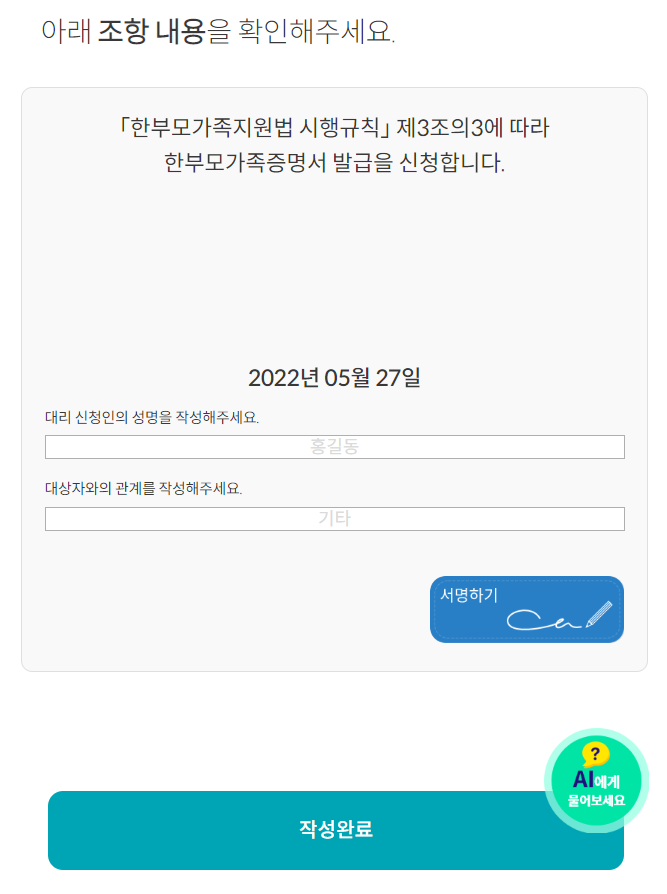 아래 조항 내용을 확인해주세요.
「한부모가족지원법 시행규칙」 제3조의3에 따라
한부모가족증명서 발급을 신청합니다.
2022년 05월 27일
대리 신청인의 성명을 작성해주세요.
홍길동
대상자와의 관계를 작성해주세요.
기타
서명하기
?
AI에게
물어보세요
작성완료